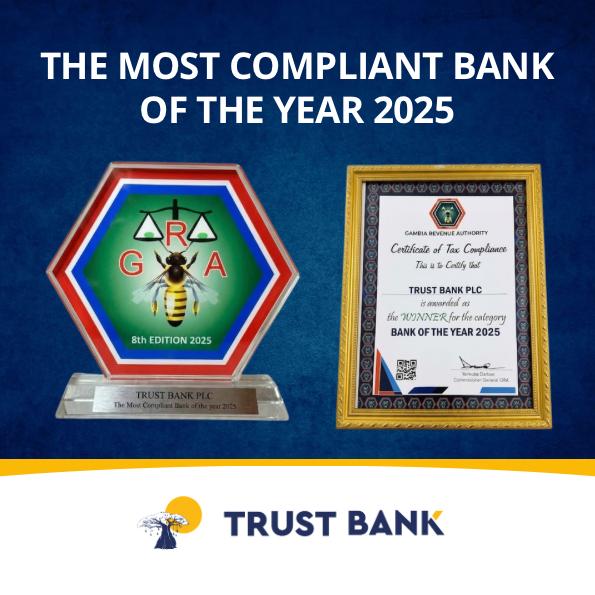 THE MOST COMPLIANT BANK
OF THE YEAR 2025
GRA
8th EDITION 2025
TRUST BANK PLC
The Most Compliant Bank of the year 2025
GAMBIA REVENUE AUTHORITY
Certificate of Tax Compliance
This is to Certify that
TRUST BANK PLC
is awarded as
the WINNER for the category
BANK OF THE YEAR 2025
Commissioner General GRA
TRUST BANK